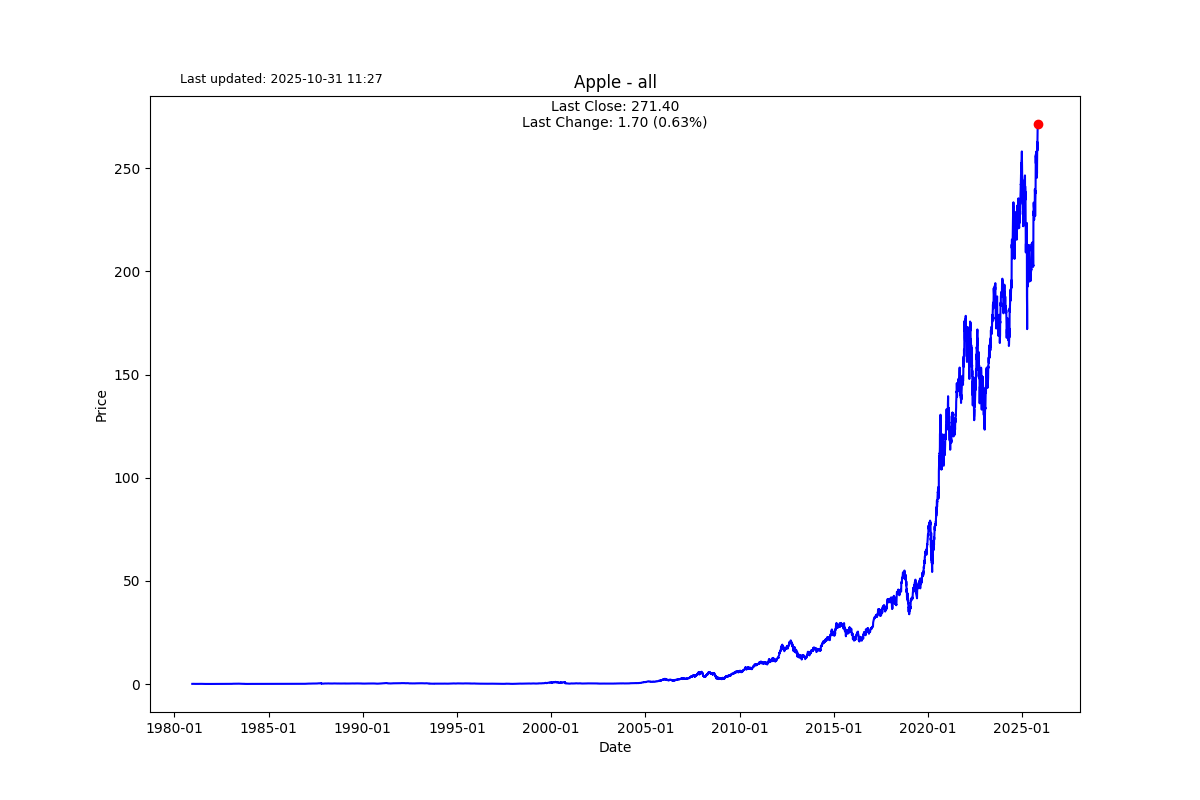 Last updated: 2025-10-31 11:27
Apple - all
Last Close: 271.40
Last Change: 1.70 (0.63%)
Price
250
200
150
100
50
0
1980-01 1985-01 1990-01 1995-01 2000-01 2005-01 2010-01 2015-01 2020-01 2025-01
Date